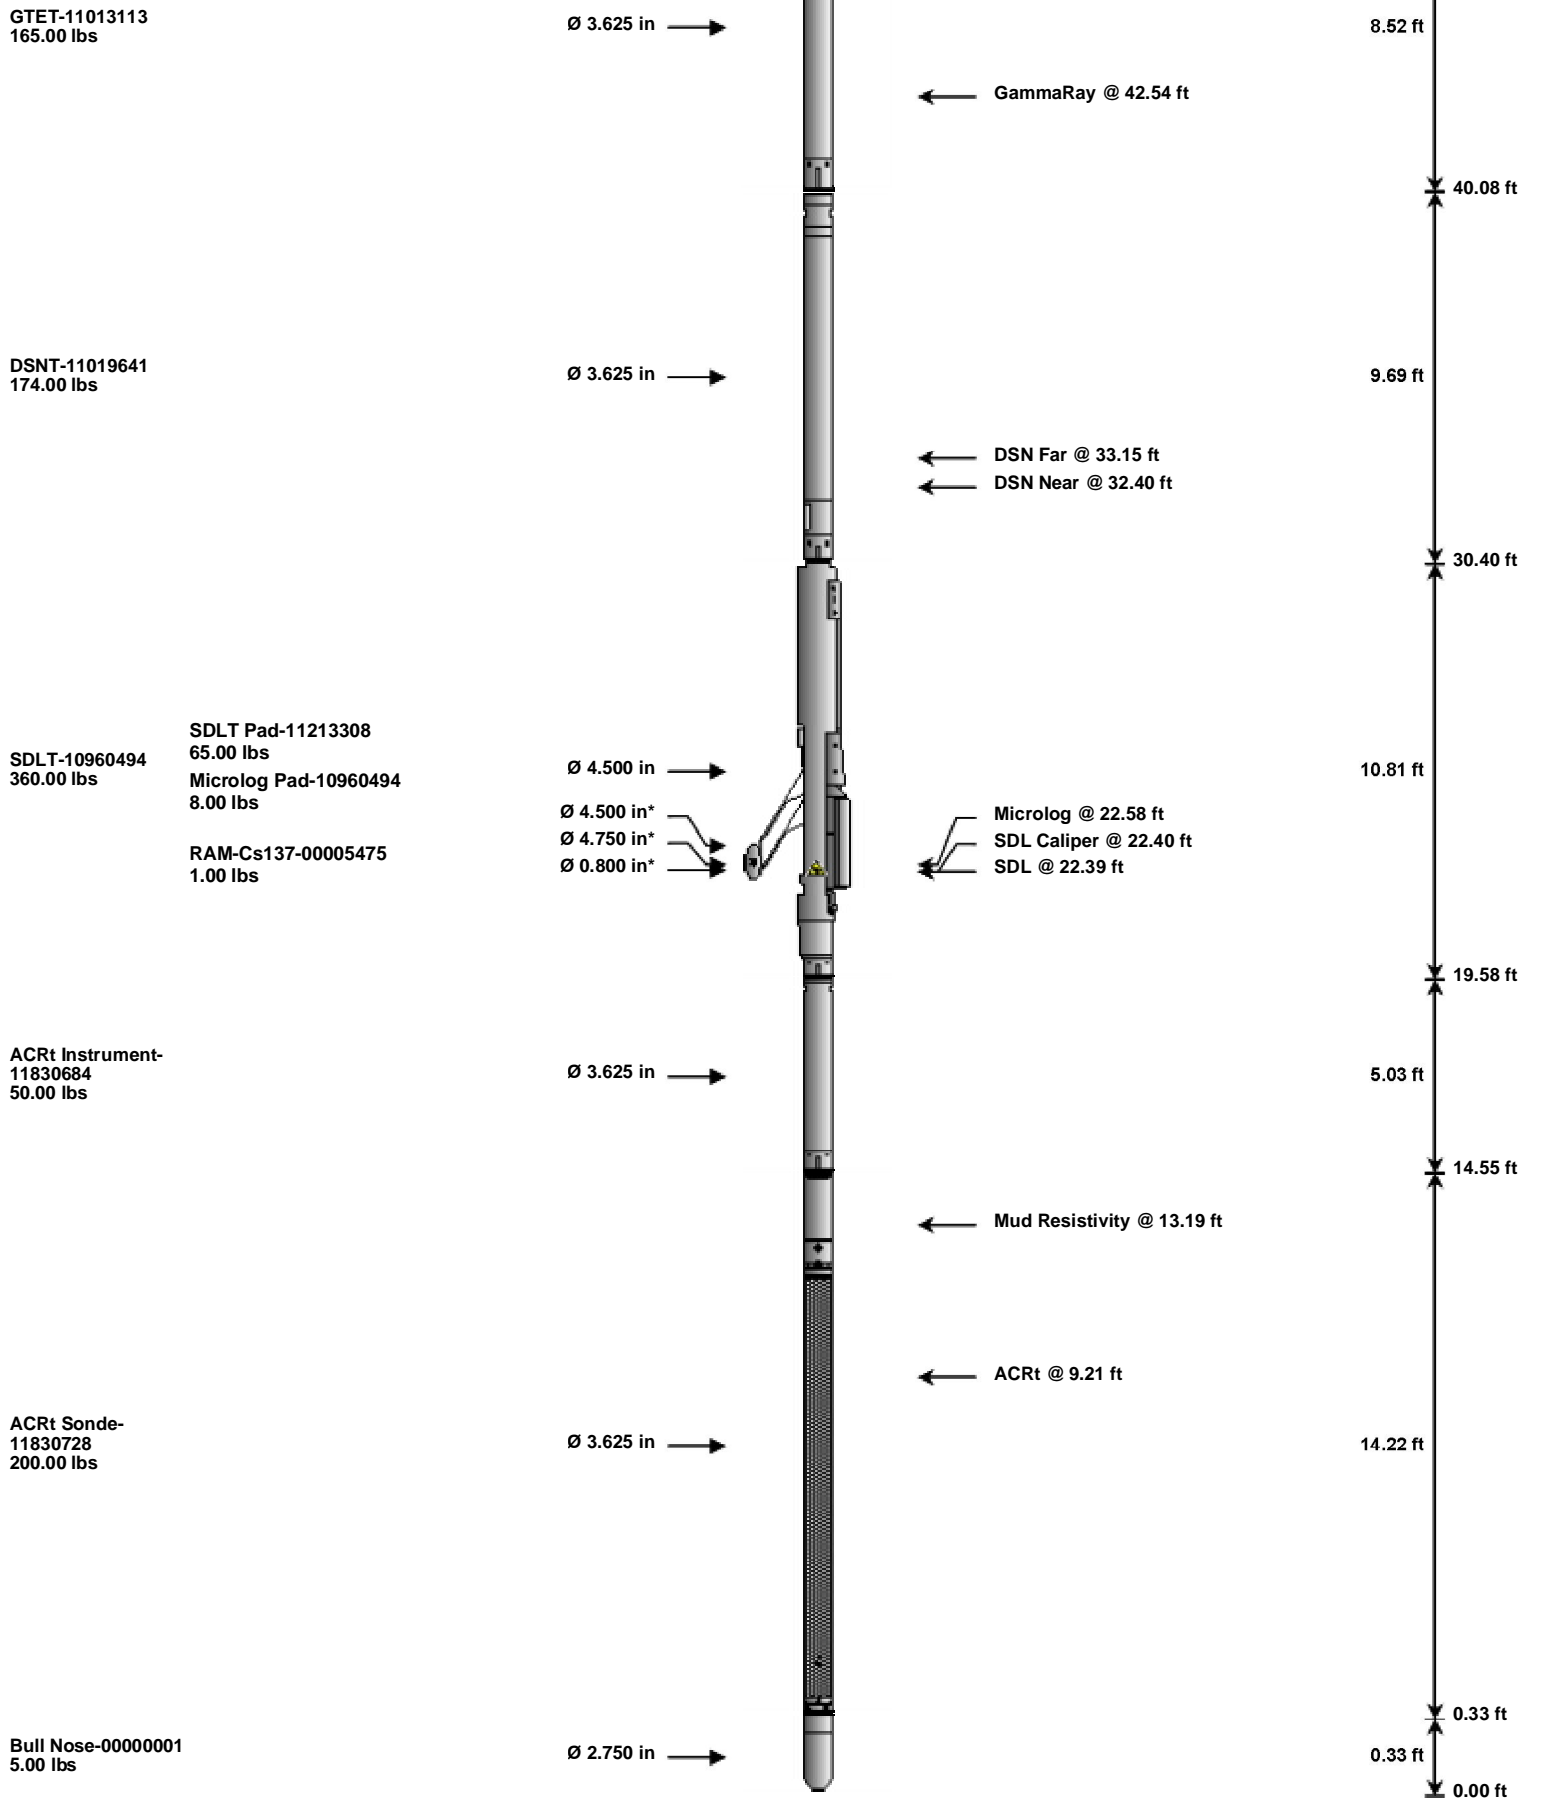 GTET-11013113
165.00 lbs
Ø 3.625 in
8.52 ft
GammaRay @ 42.54 ft
40.08 ft
DSNT-11019641
174.00 lbs
Ø 3.625 in
9.69 ft
DSN Far @ 33.15 ft
DSN Near @ 32.40 ft
30.40 ft
SDLT-10960494
360.00 lbs
SDLT Pad-11213308
65.00 lbs
Microlog Pad-10960494
8.00 lbs
RAM-Cs137-00005475
1.00 lbs
Ø 4.500 in
Ø 4.500 in*
Ø 4.750 in*
Ø 0.800 in*
Microlog @ 22.58 ft
SDL Caliper @ 22.40 ft
SDL @ 22.39 ft
10.81 ft
19.58 ft
ACRt Instrument-
11830684
50.00 lbs
Ø 3.625 in
5.03 ft
14.55 ft
Mud Resistivity @ 13.19 ft
ACRt @ 9.21 ft
ACRt Sonde-
11830728
200.00 lbs
Ø 3.625 in
14.22 ft
0.33 ft
Bull Nose-00000001
5.00 lbs
Ø 2.750 in
0.33 ft
0.00 ft